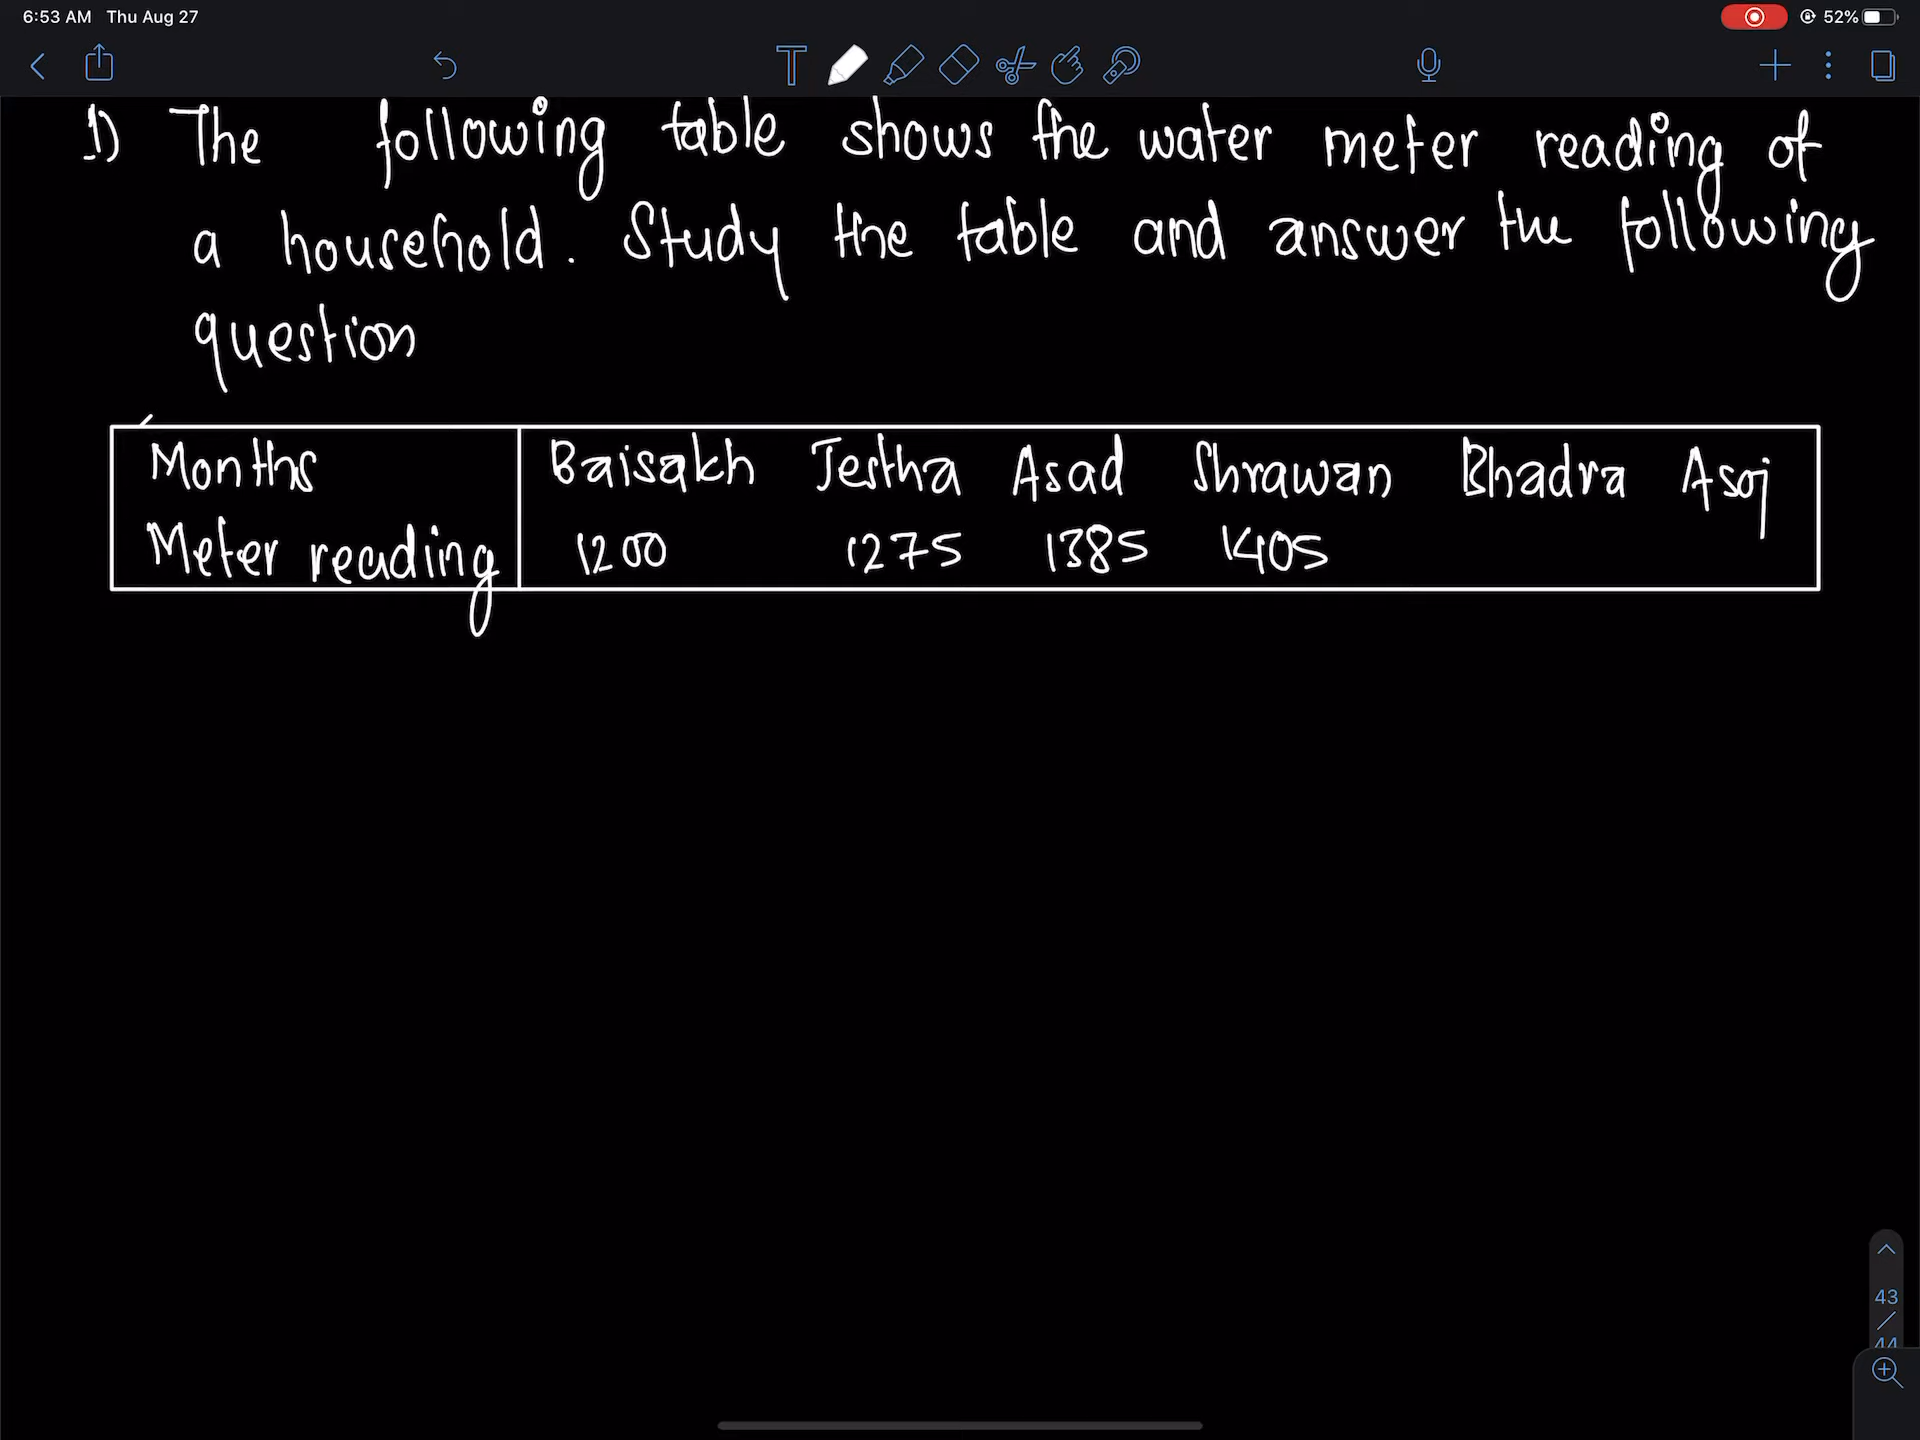 6:53 AM Thu Aug 27
52%
1) The following table shows the water meter reading of
a household. Study the table and answer the following
question
Months Baisakh Jestha Asad Shrawan Bhadra Asoj
Meter reading 1200 1275 1385 1405
43
/
44